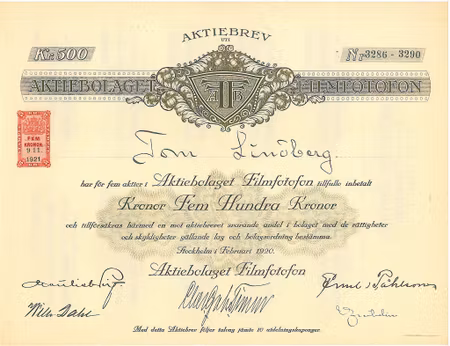 AKTIEBREV
VID
Kr. 500
Nr 3286 - 3290
AKTIEBOLAGET FILMFOTOFON
FEM
KRONOR
9 11.
1921
Tom Lindberg.
har för fem aktier i Aktiebolaget Filmfotofon tillfullo inbetalt
Kronor Fem Hundra Kronor
och tillförsäkras härmed en mot aktiebrevet svarande andel i bolaget med de rättigheter
och skyldigheter gällande lag och bolagsordning bestämma.
Stockholm i Februari 1920.
Aktiebolaget Filmfotofon
Med detta Aktiebrev följer talong jämte 10 utdelningskuponger.